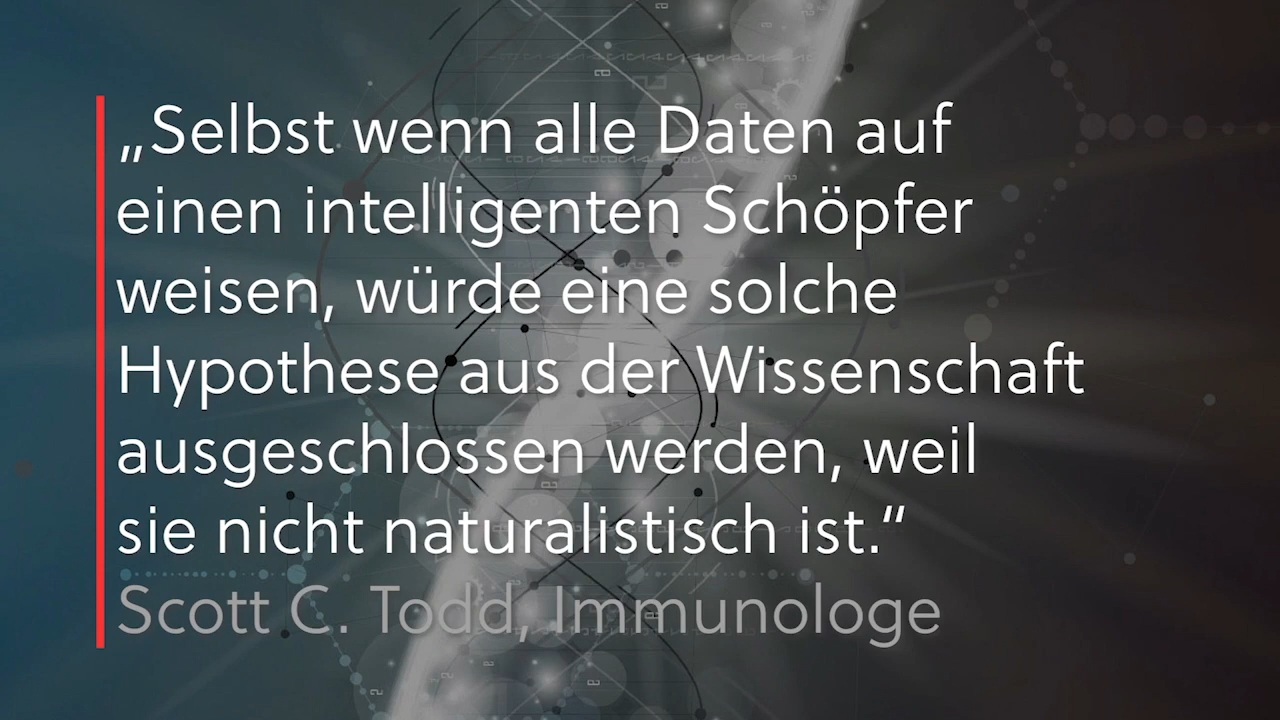 „Selbst wenn alle Daten auf
einen intelligenten Schöpfer
weisen, würde eine solche
Hypothese aus der Wissenschaft
ausgeschlossen werden, weil
sie nicht naturalistisch ist.“
Scott C. Todd, Immunologe